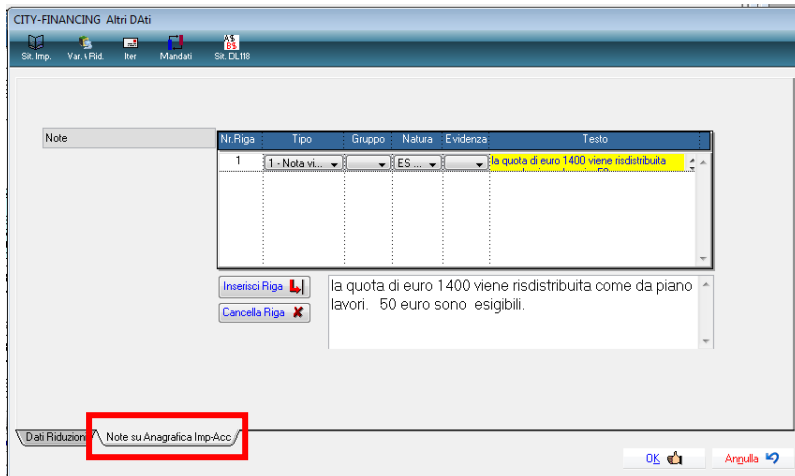 CITY-FINANCING Altri DAti
Sit. Imp. Var. \ Rid. Iter Mandati Sit. DL118
A$
B$
Note
Nr.Riga Tipo Gruppo Natura Evidenza Testo
1 1 - Nota vi... ES ... la quota di euro 1400 viene risdistribuita
Inserisci Riga
Cancella Riga
la quota di euro 1400 viene risdistribuita come da piano
lavori. 50 euro sono esigibili.
Dati Riduzion Note su Anagrafica Imp-Acc
OK Annulla